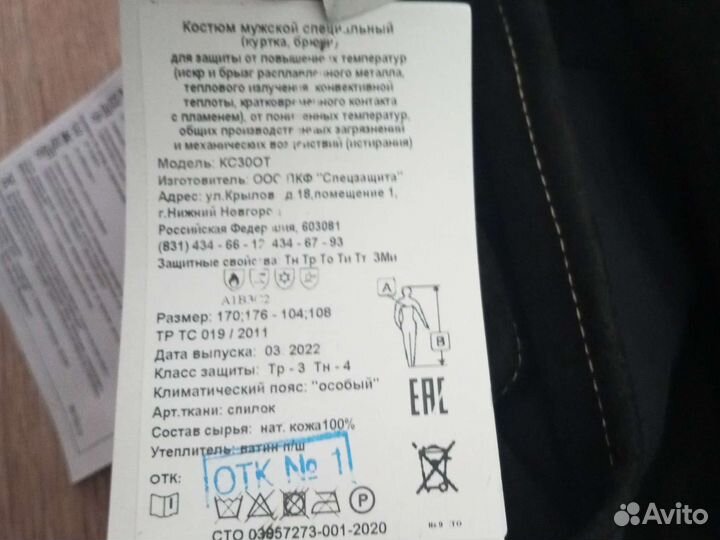 Костюм мужской специальный
(куртка, брюки)
для защиты от повышенных температур
(искр и брызг расплавленного металла,
теплового излучения, конвективной
теплоты, кратковременного контакта
с пламенем), от пониженных температур,
общих производственных загрязнений
и механических воздействий (истирания)
Модель: КС30ОТ
Изготовитель: ООО ПКФ "Спецзащита"
Адрес: ул.Крылова д.18,помещение 1,
г.Нижний Новгород
Российская Федерация, 603081
(831) 434 - 66 - 434 - 67 - 93
Защитные свойства Тн Тр То Ти Тт ЗМи
А1В3С2
Размер: 170;176 - 104;108
ТР ТС 019 / 2011
Дата выпуска: 03. 2022
Класс защиты: Тр - 3 Тн - 4
Климатический пояс: "особый"
Арт.ткани: спилок
Состав сырья: нат. кожа100%
Утеплитель: ватин п/ш
ОТК:
ОТК № 1
СТО 03957273-001-2020
A
B
EAC
P
Avito